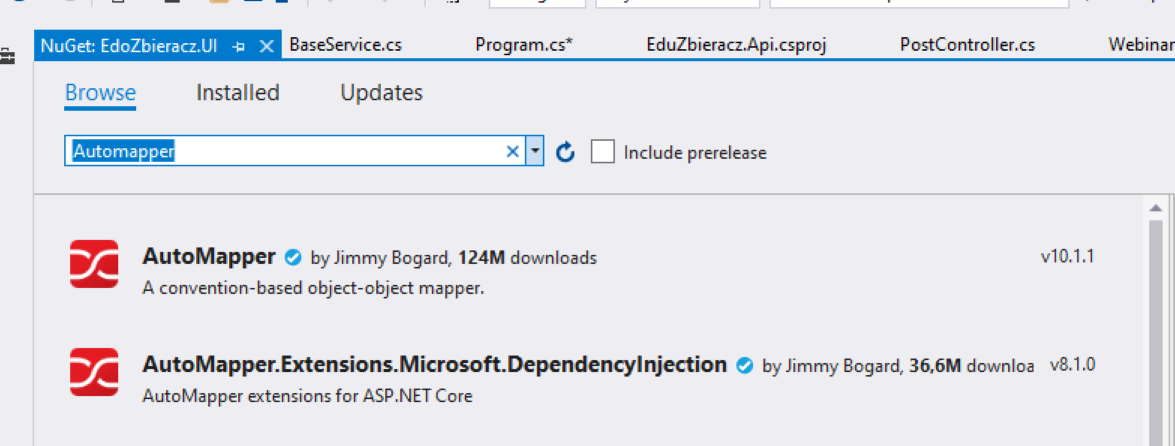 NuGet: EdoZbieracz.UI BaseService.cs Program.cs* EduZbieracz.Api.csproj PostController.cs Webinar
Browse Installed Updates
Automapper Include prerelease
AutoMapper by Jimmy Bogard, 124M downloads v10.1.1
A convention-based object-object mapper.
AutoMapper.Extensions.Microsoft.DependencyInjection by Jimmy Bogard, 36,6M downloa v8.1.0
AutoMapper extensions for ASP.NET Core